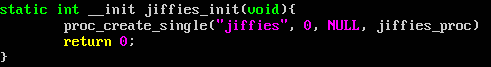 static int __init jiffies_init(void){
        proc_create_single("jiffies", 0, NULL, jiffies_proc)
        return 0;
}